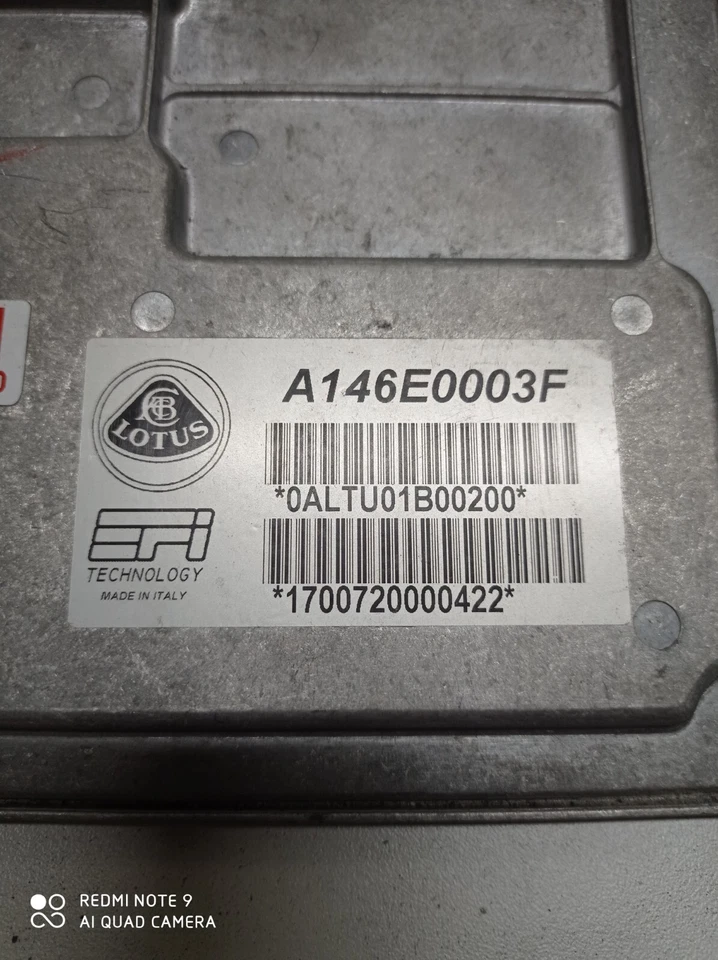 A146E0003F
LOTUS
*0ALTU01B00200*
EFI
TECHNOLOGY
MADE IN ITALY
*1700720000422*
REDMI NOTE 9
AI QUAD CAMERA